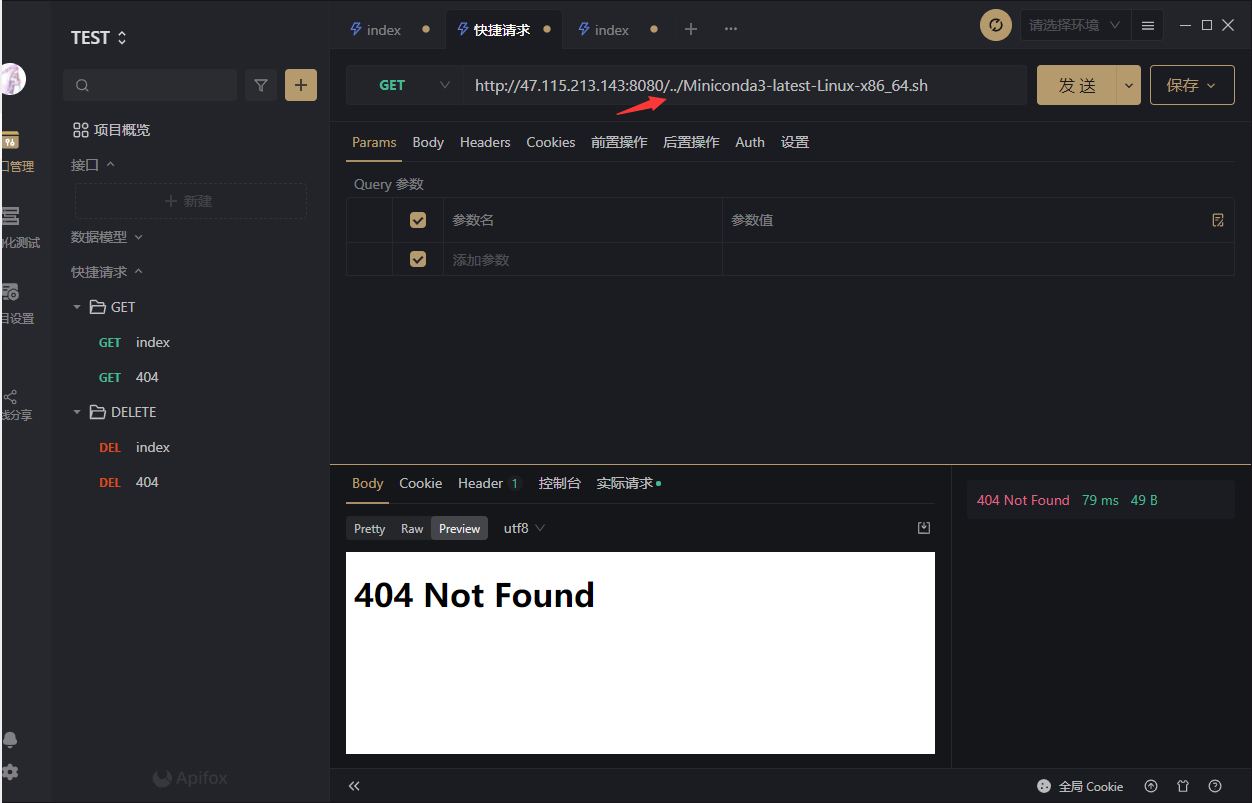 TEST
项目概览
接口
新建
数据模型
快捷请求
GET
GET index
GET 404
DELETE
DEL index
DEL 404
Apifox
口管理
化测试
目设置
线分享
index
快捷请求
index
请选择环境
GET
http://47.115.213.143:8080/../Miniconda3-latest-Linux-x86_64.sh
发 送
保存
Params Body Headers Cookies 前置操作 后置操作 Auth 设置
Query 参数
参数名 参数值
添加参数
Body Cookie Header 1 控制台 实际请求
Pretty Raw Preview utf8
404 Not Found
404 Not Found 79 ms 49 B
全局 Cookie